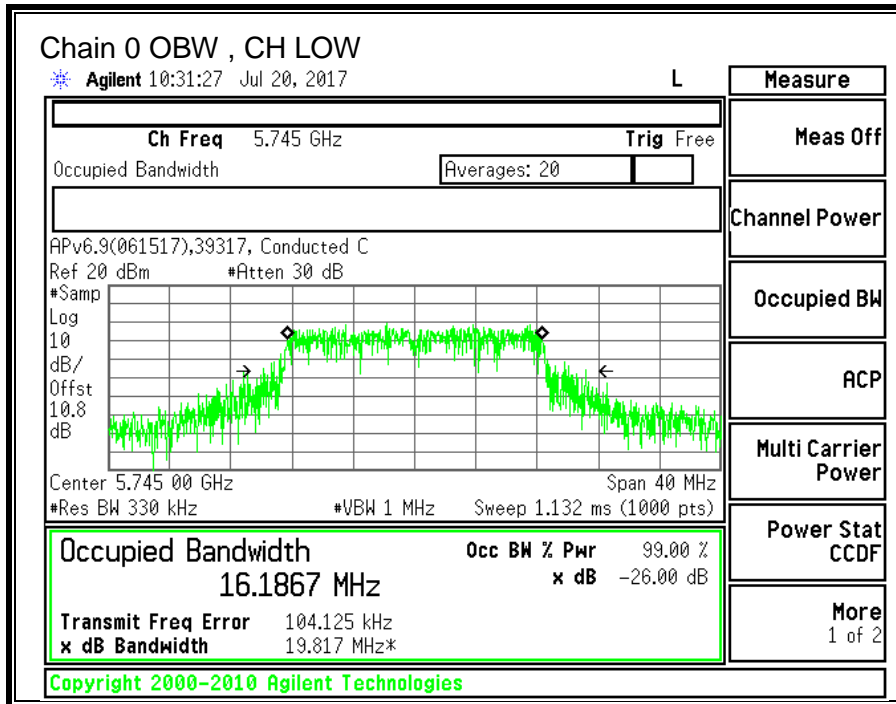 Chain 0 OBW , CH LOW
Agilent 10:31:27 Jul 20, 2017 L
Measure
Ch Freq 5.745 GHz Trig Free
Occupied Bandwidth Averages: 20
APv6.9(061517),39317, Conducted C
Ref 20 dBm #Atten 30 dB
#Samp
Log
10
dB/
Offst
10.8
dB
Center 5.745 00 GHz Span 40 MHz
#Res BW 330 kHz #VBW 1 MHz Sweep 1.132 ms (1000 pts)
Occupied Bandwidth Occ BW % Pwr 99.00 %
16.1867 MHz x dB -26.00 dB
Transmit Freq Error 104.125 kHz
x dB Bandwidth 19.817 MHz*
Copyright 2000-2010 Agilent Technologies
Meas Off
Channel Power
Occupied BW
ACP
Multi Carrier
Power
Power Stat
CCDF
More
1 of 2